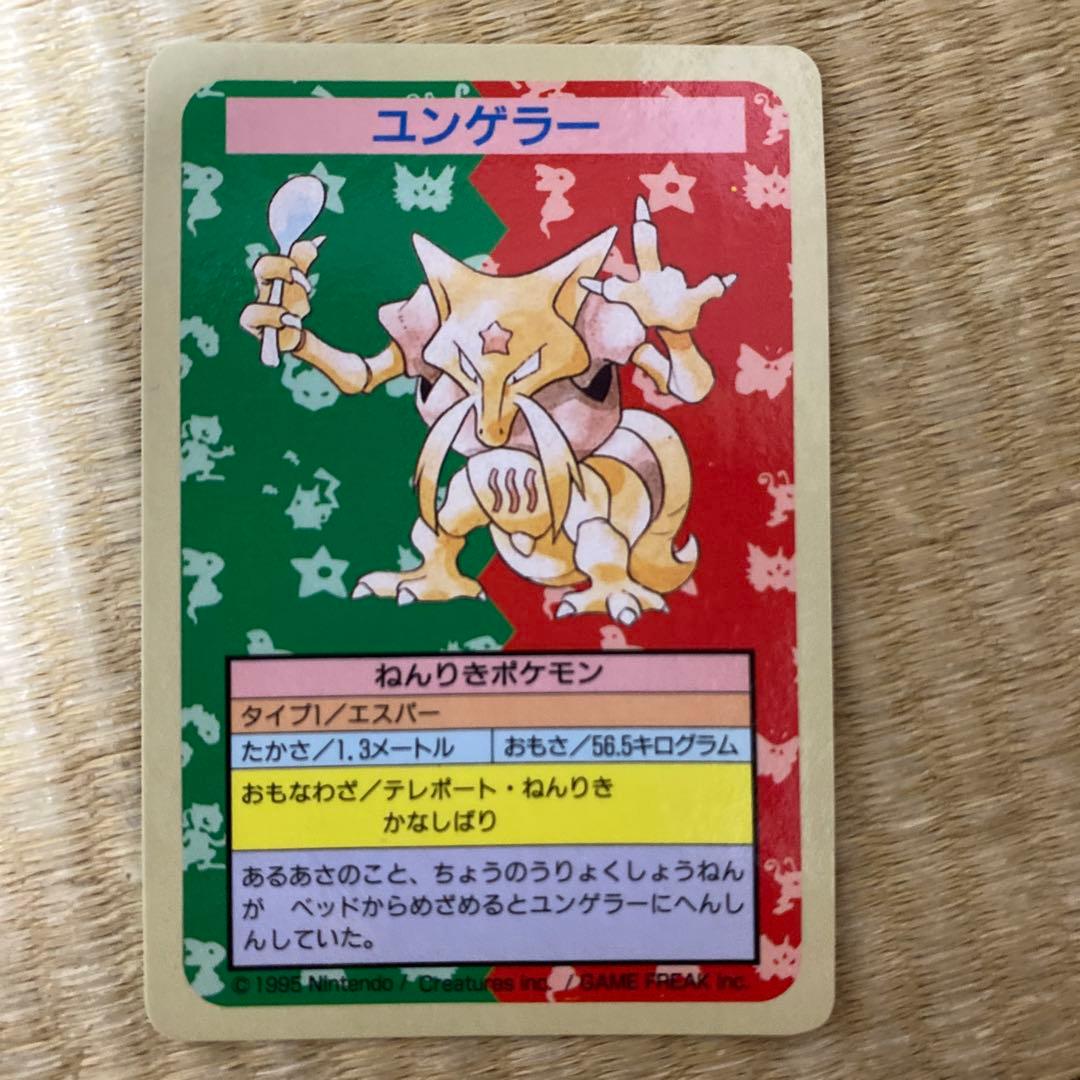 ユンゲラー
ねんりきポケモン
タイプ1/エスパー
たかさ/1.3メートル おもさ/56.5キログラム
おもなわざ/テレポート・ねんりき
かなしばり
あるあさのこと、ちょうのうりょくしょうねん
が ベッドからめざめるとユンゲラーにへんし
んしていた。
©1995 Nintendo / Creatures inc. / GAME FREAK inc.